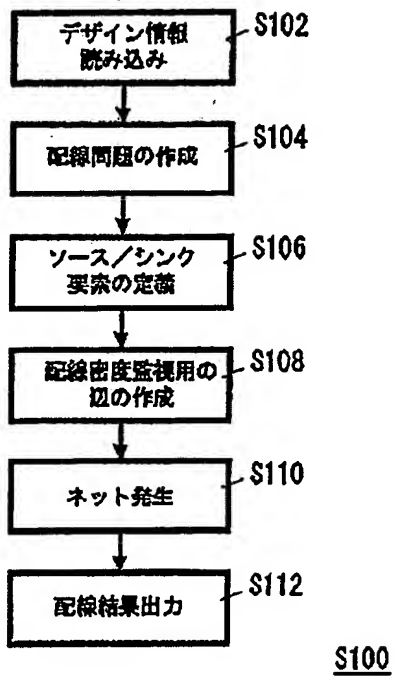 デザイン情報
読み込み
S102
配線問題の作成
S104
ソース/シンク
要素の定義
S106
配線密度監視用の
辺の作成
S108
ネット発生
S110
配線結果出力
S112
S100